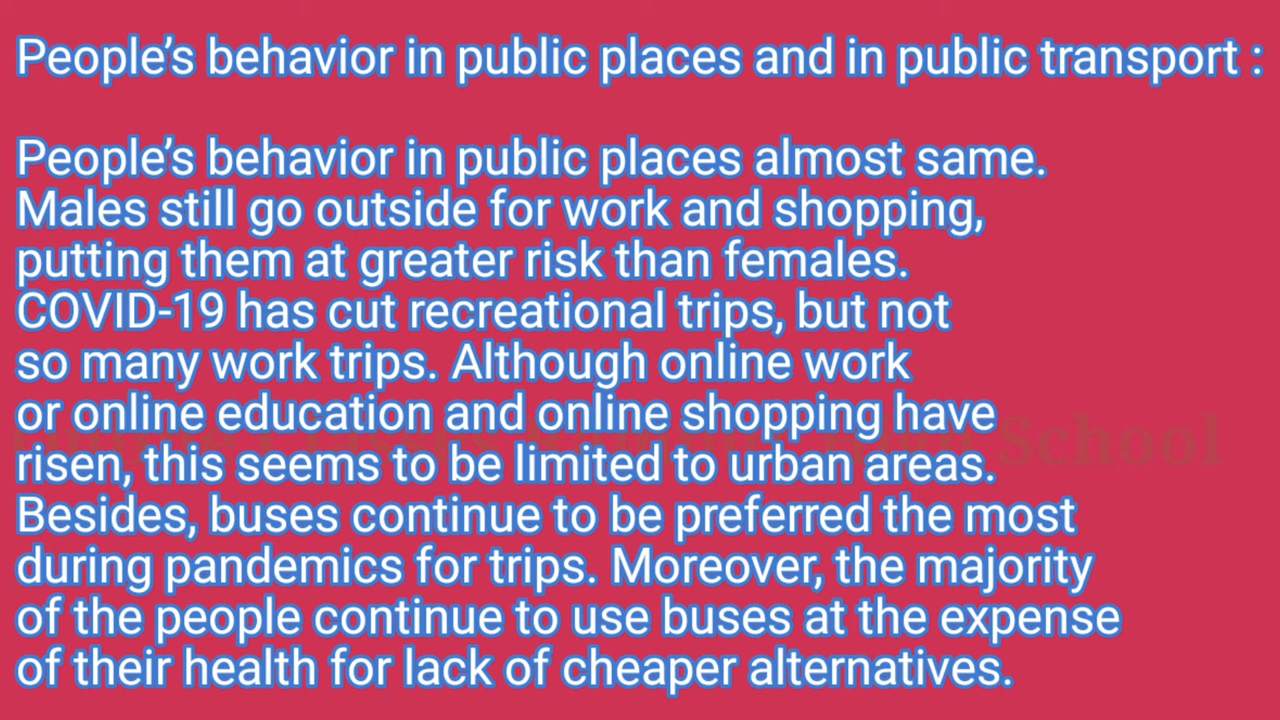 People’s behavior in public places and in public transport :
People’s behavior in public places almost same.
Males still go outside for work and shopping,
putting them at greater risk than females.
COVID-19 has cut recreational trips, but not
so many work trips. Although online work
or online education and online shopping have
risen, this seems to be limited to urban areas.
Besides, buses continue to be preferred the most
during pandemics for trips. Moreover, the majority
of the people continue to use buses at the expense
of their health for lack of cheaper alternatives.
School